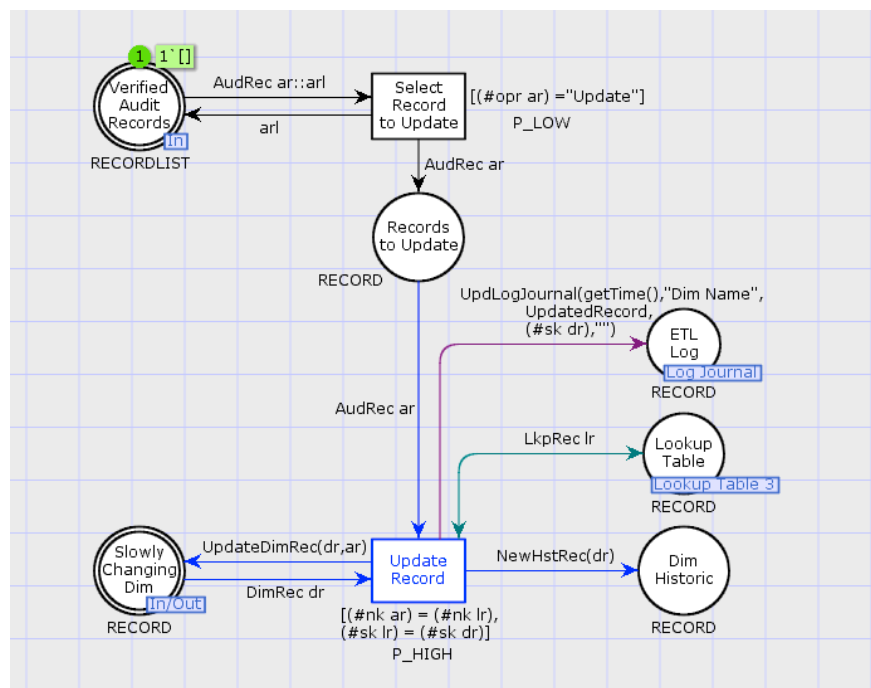 1 1`[]
Verified
Audit
Records
In
RECORDLIST
AudRec ar::arl
arl
Select
Record
to Update
[(#opr ar) ="Update"]
P_LOW
AudRec ar
Records
to Update
RECORD
UpdLogJournal(getTime(),"Dim Name",
UpdatedRecord,
(#sk dr),"")
ETL
Log
Log Journal
RECORD
AudRec ar
LkpRec lr
Lookup
Table
Lookup Table 3
RECORD
Slowly
Changing
Dim
In/Out
RECORD
UpdateDimRec(dr,ar)
DimRec dr
Update
Record
[(#nk ar) = (#nk lr),
(#sk lr) = (#sk dr)]
P_HIGH
NewHstRec(dr)
Dim
Historic
RECORD